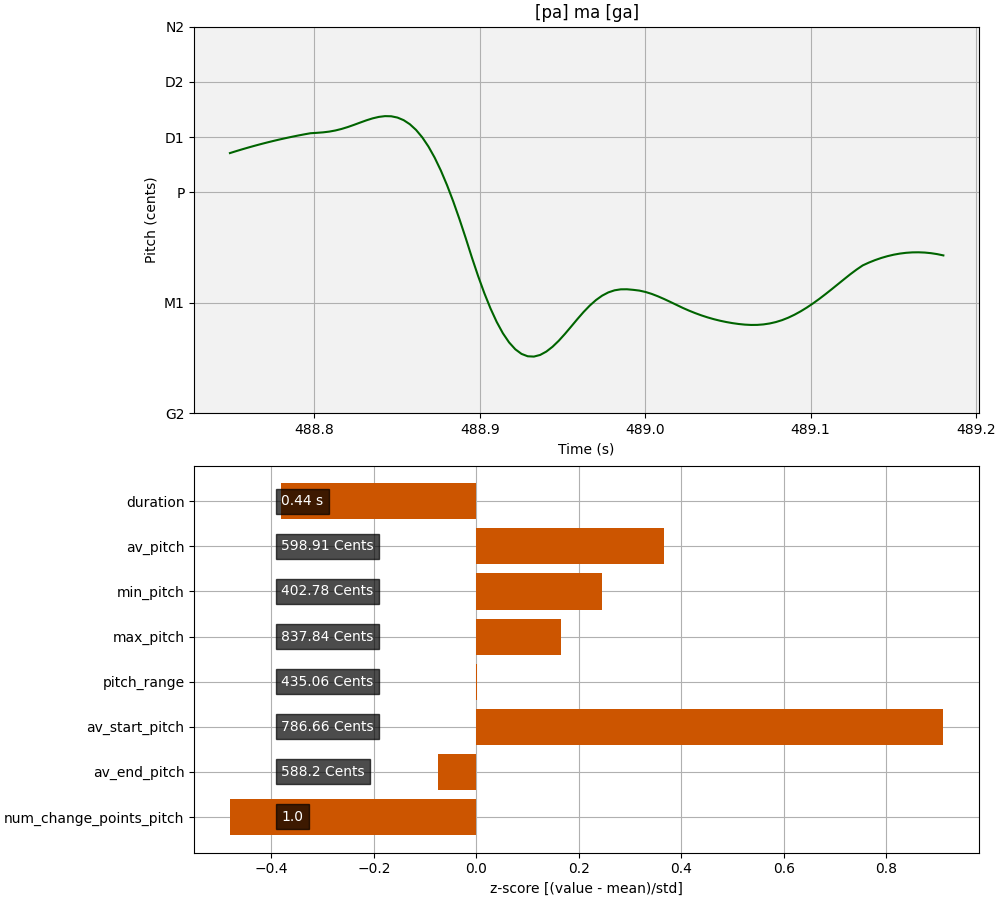 [pa] ma [ga]
N2
D2
D1
P
M1
G2
Pitch (cents)
488.8 488.9 489.0 489.1 489.2
Time (s)
duration 0.44 s
av_pitch 598.91 Cents
min_pitch 402.78 Cents
max_pitch 837.84 Cents
pitch_range 435.06 Cents
av_start_pitch 786.66 Cents
av_end_pitch 588.2 Cents
num_change_points_pitch 1.0
−0.4 −0.2 0.0 0.2 0.4 0.6 0.8
z-score [(value - mean)/std]